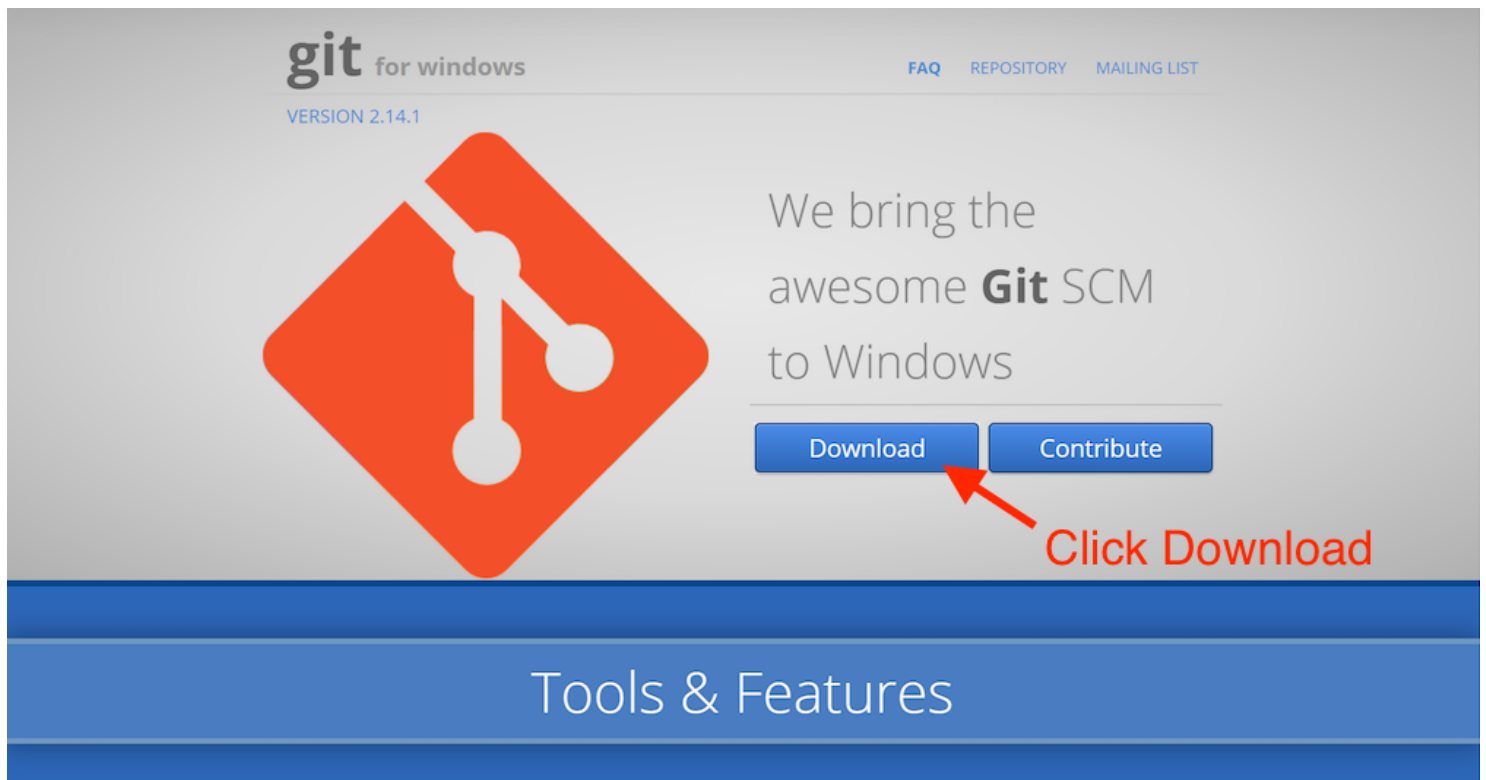 git for windows
FAQ REPOSITORY MAILING LIST
VERSION 2.14.1
We bring the
awesome Git SCM
to Windows
Download Contribute
Click Download
Tools & Features